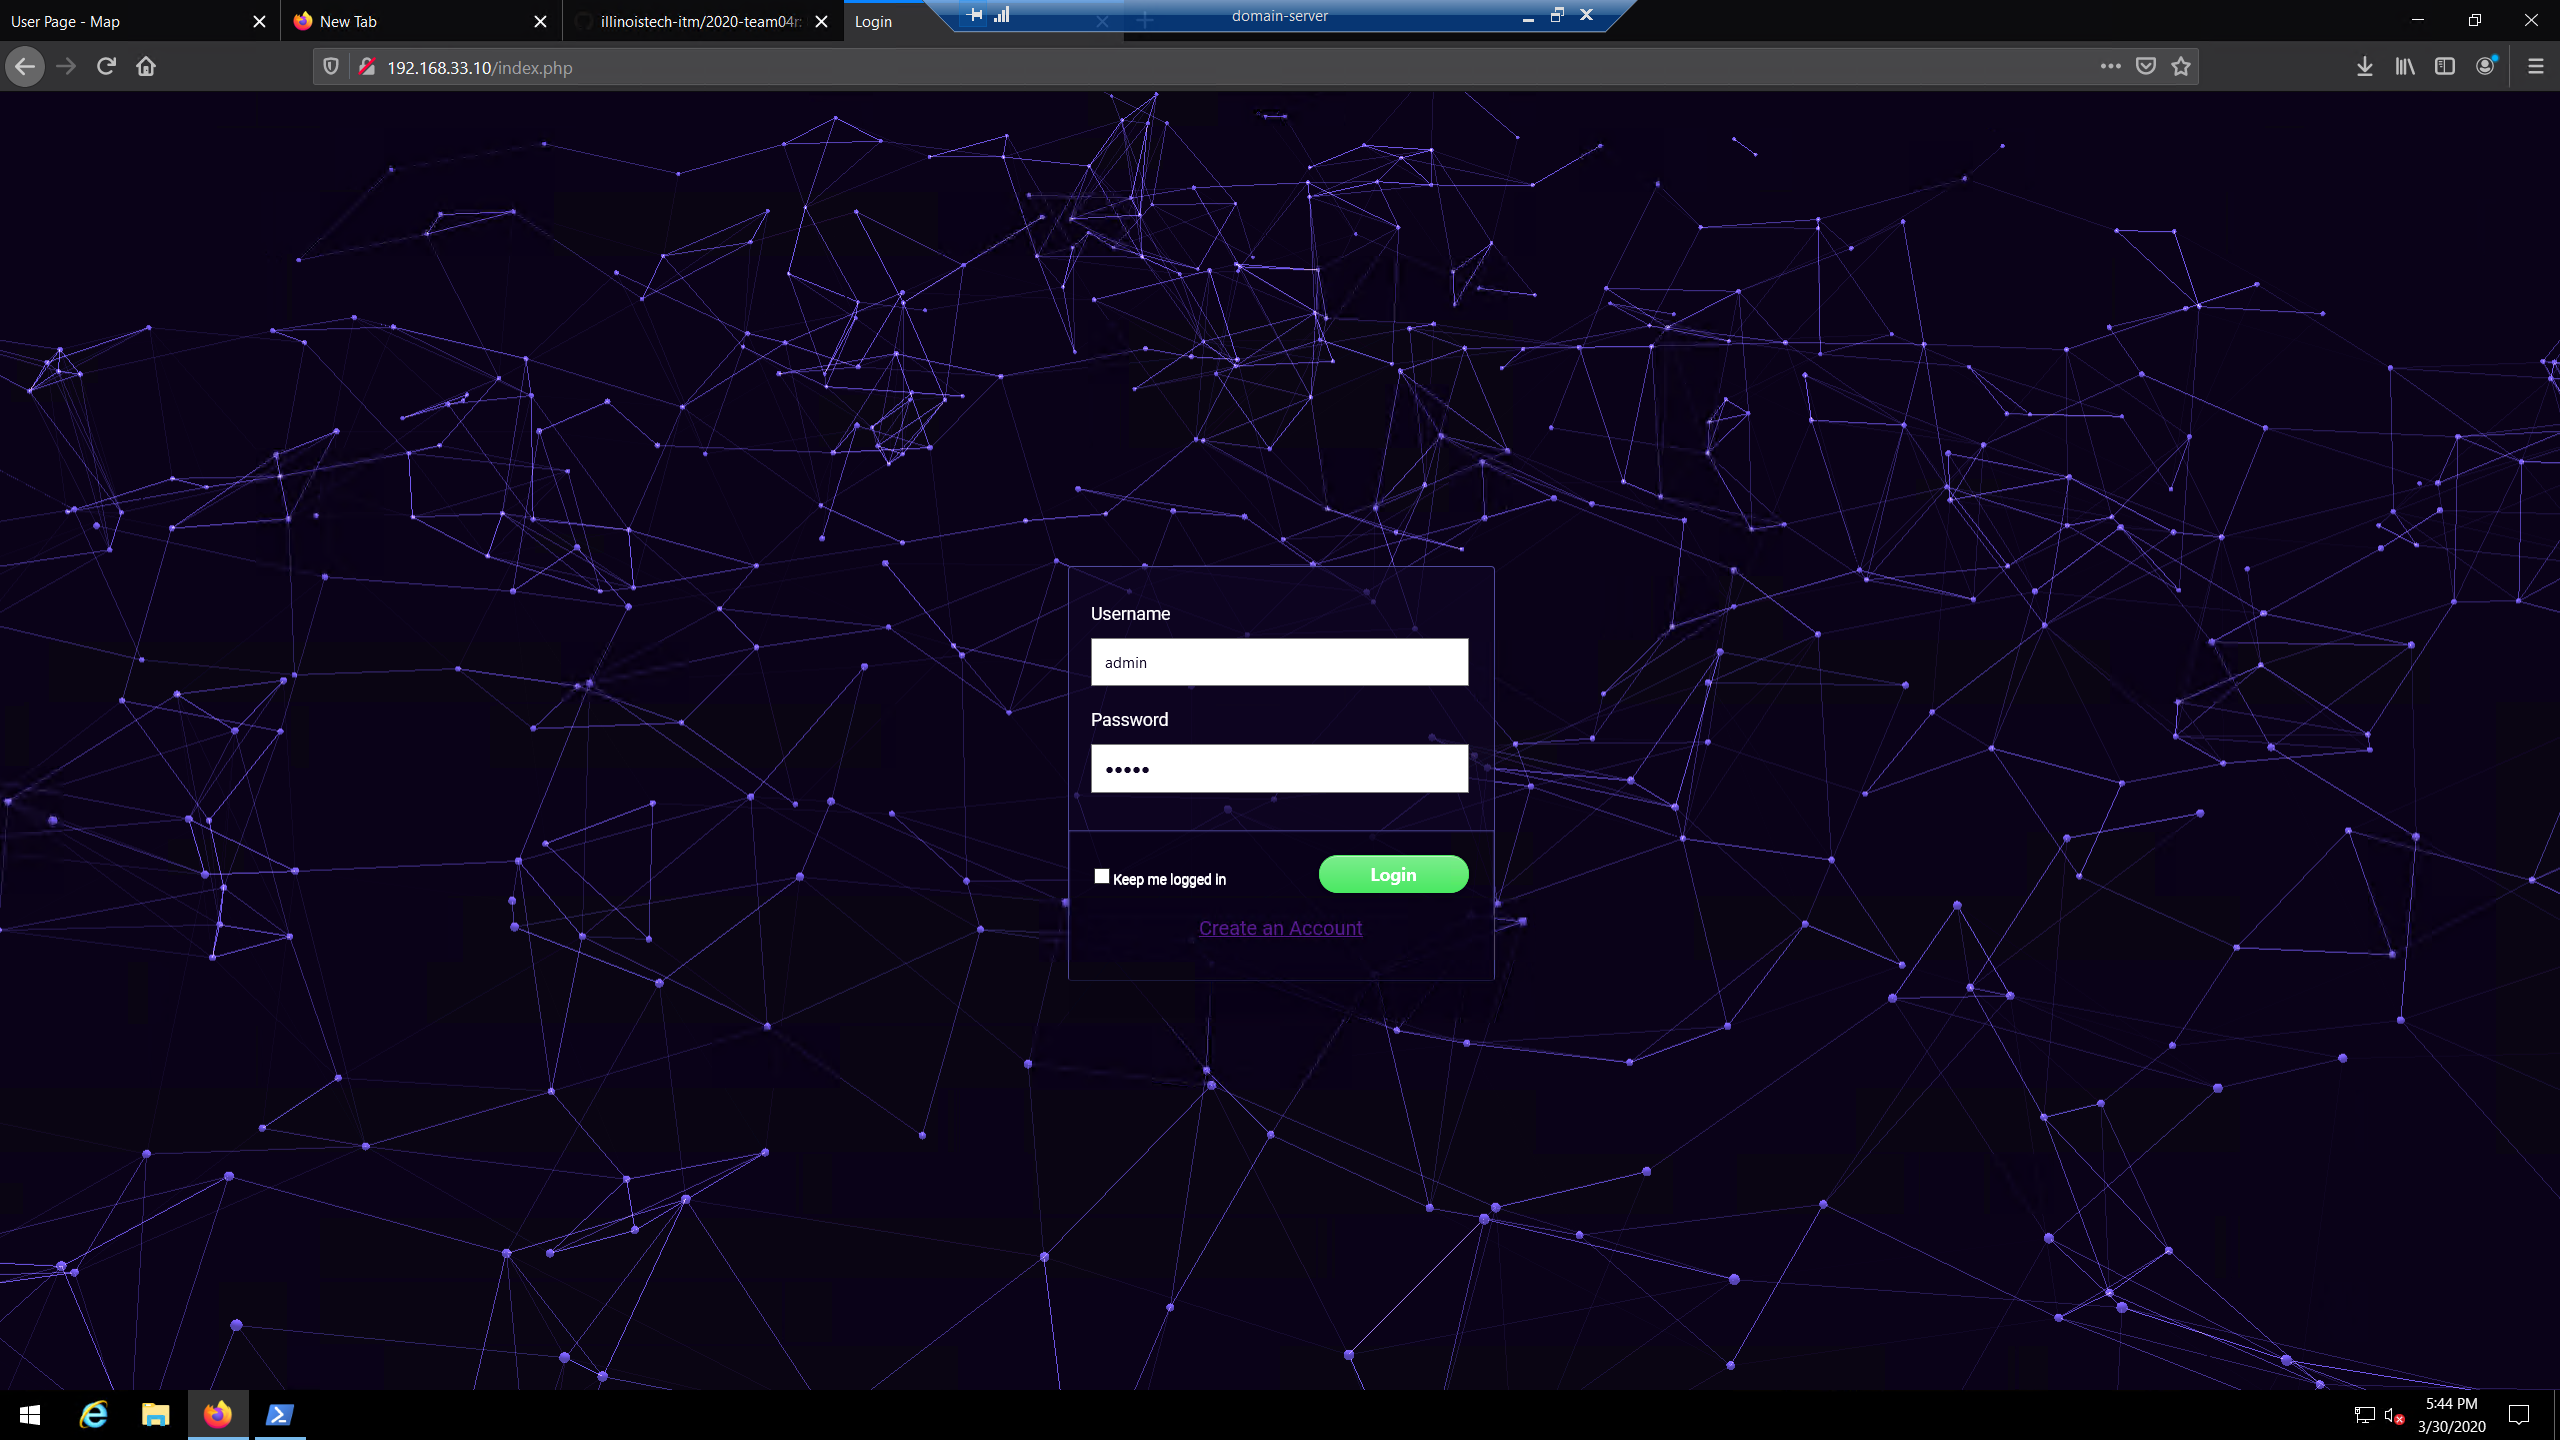 User Page - Map
New Tab
illinoistech-itm/2020-team04r:
Login
domain-server
192.168.33.10/index.php
Username
admin
Password
•••••
Keep me logged in
Login
Create an Account
5:44 PM
3/30/2020